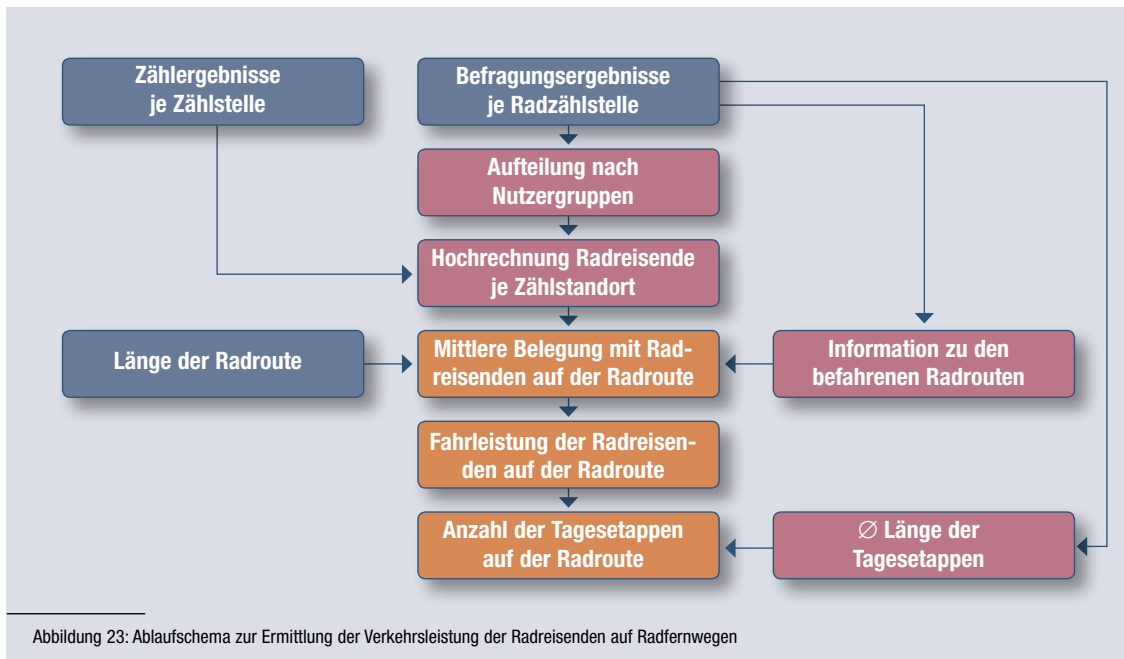 Zählergebnisse
je Zählstelle
Befragungsergebnisse
je Radzählstelle
Aufteilung nach
Nutzergruppen
Hochrechnung Radreisende
je Zählstandort
Länge der Radroute
Mittlere Belegung mit Rad-
reisenden auf der Radroute
Information zu den
befahrenen Radrouten
Fahrleistung der Radreisen-
den auf der Radroute
Anzahl der Tagesetappen
auf der Radroute
∅ Länge der
Tagesetappen
Abbildung 23: Ablaufschema zur Ermittlung der Verkehrsleistung der Radreisenden auf Radfernwegen